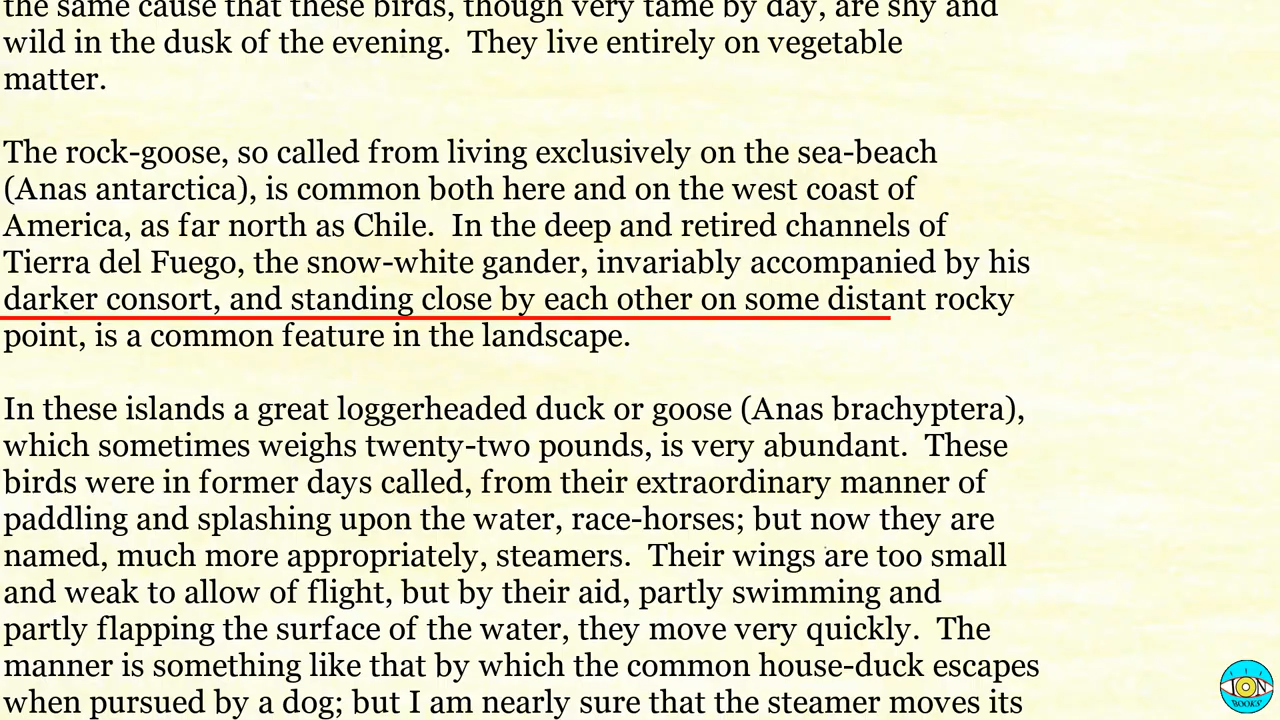 the same cause that these birds, though very tame by day, are shy and
wild in the dusk of the evening.  They live entirely on vegetable
matter.
The rock-goose, so called from living exclusively on the sea-beach
(Anas antarctica), is common both here and on the west coast of
America, as far north as Chile.  In the deep and retired channels of
Tierra del Fuego, the snow-white gander, invariably accompanied by his
darker consort, and standing close by each other on some distant rocky
point, is a common feature in the landscape.
In these islands a great loggerheaded duck or goose (Anas brachyptera),
which sometimes weighs twenty-two pounds, is very abundant.  These
birds were in former days called, from their extraordinary manner of
paddling and splashing upon the water, race-horses; but now they are
named, much more appropriately, steamers.  Their wings are too small
and weak to allow of flight, but by their aid, partly swimming and
partly flapping the surface of the water, they move very quickly.  The
manner is something like that by which the common house-duck escapes
when pursued by a dog; but I am nearly sure that the steamer moves its
ION
BOOKS